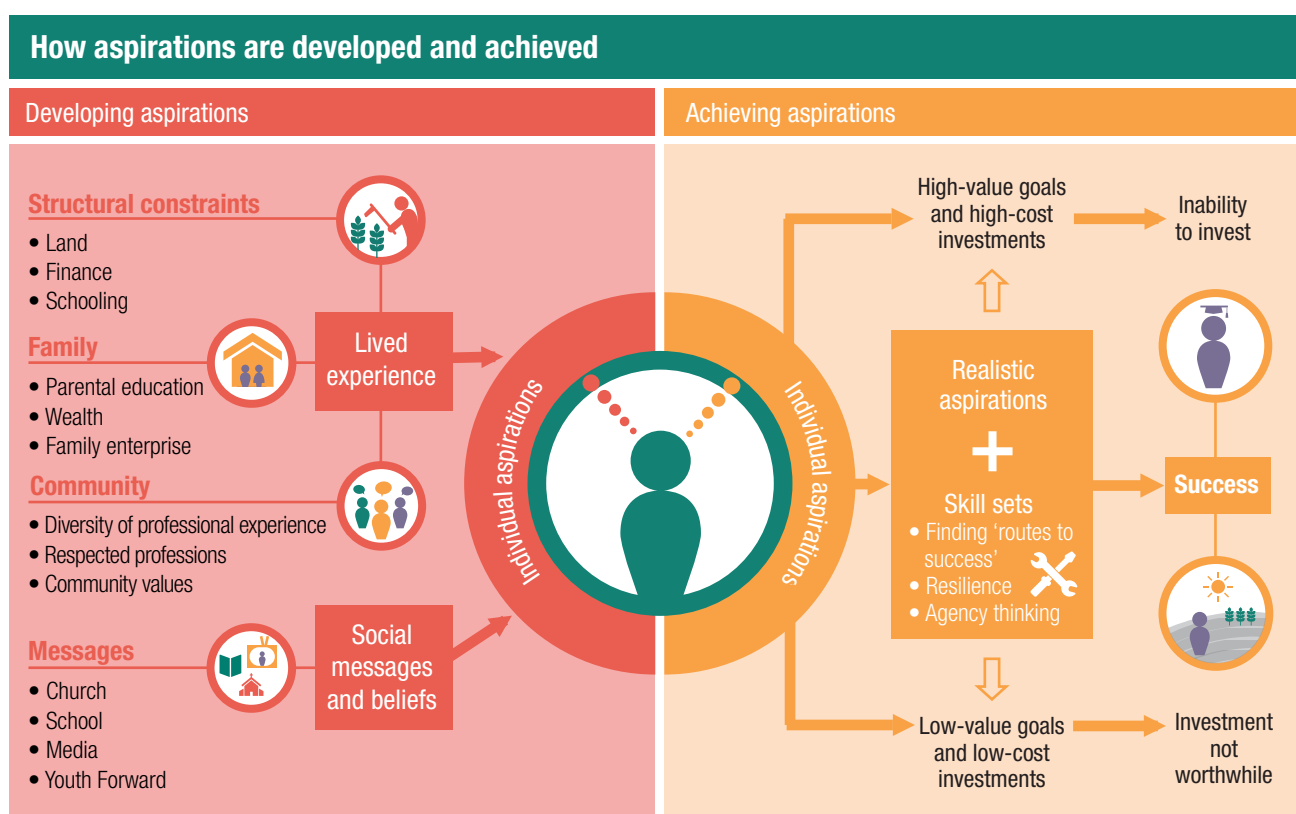 How aspirations are developed and achieved
Developing aspirations
Structural constraints
• Land
• Finance
• Schooling
Family
• Parental education
• Wealth
• Family enterprise
Community
• Diversity of professional experience
• Respected professions
• Community values
Messages
• Church
• School
• Media
• Youth Forward
Lived
experience
Social
messages
and beliefs
Individual aspirations
Achieving aspirations
Individual aspirations
High-value goals
and high-cost
investments
Inability
to invest
Realistic
aspirations
+
Skill sets
• Finding ‘routes to
success’
• Resilience
• Agency thinking
Success
Low-value goals
and low-cost
investments
Investment
not
worthwhile